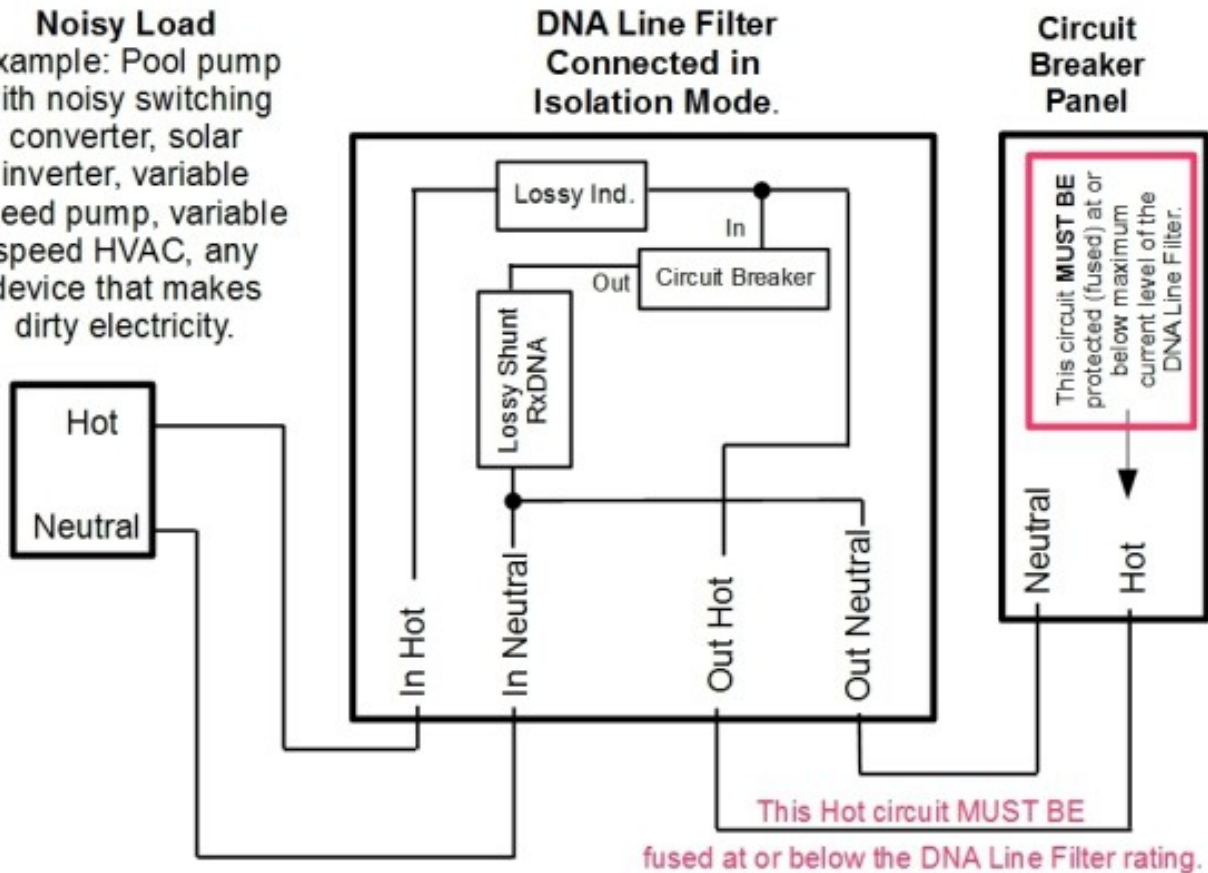 Noisy Load
xample: Pool pump
ith noisy switching
converter, solar
inverter, variable
eed pump, variable
speed HVAC, any
device that makes
dirty electricity.
DNA Line Filter
Connected in
Isolation Mode.
Circuit
Breaker
Panel
Lossy Ind.
In
Out
Circuit Breaker
Lossy Shunt
RxDNA
This circuit MUST BE
protected (fused) at or
below maximum
current level of the
DNA Line Filter.
Hot
Neutral
In Hot
In Neutral
Out Hot
Out Neutral
Neutral
Hot
This Hot circuit MUST BE
fused at or below the DNA Line Filter rating.